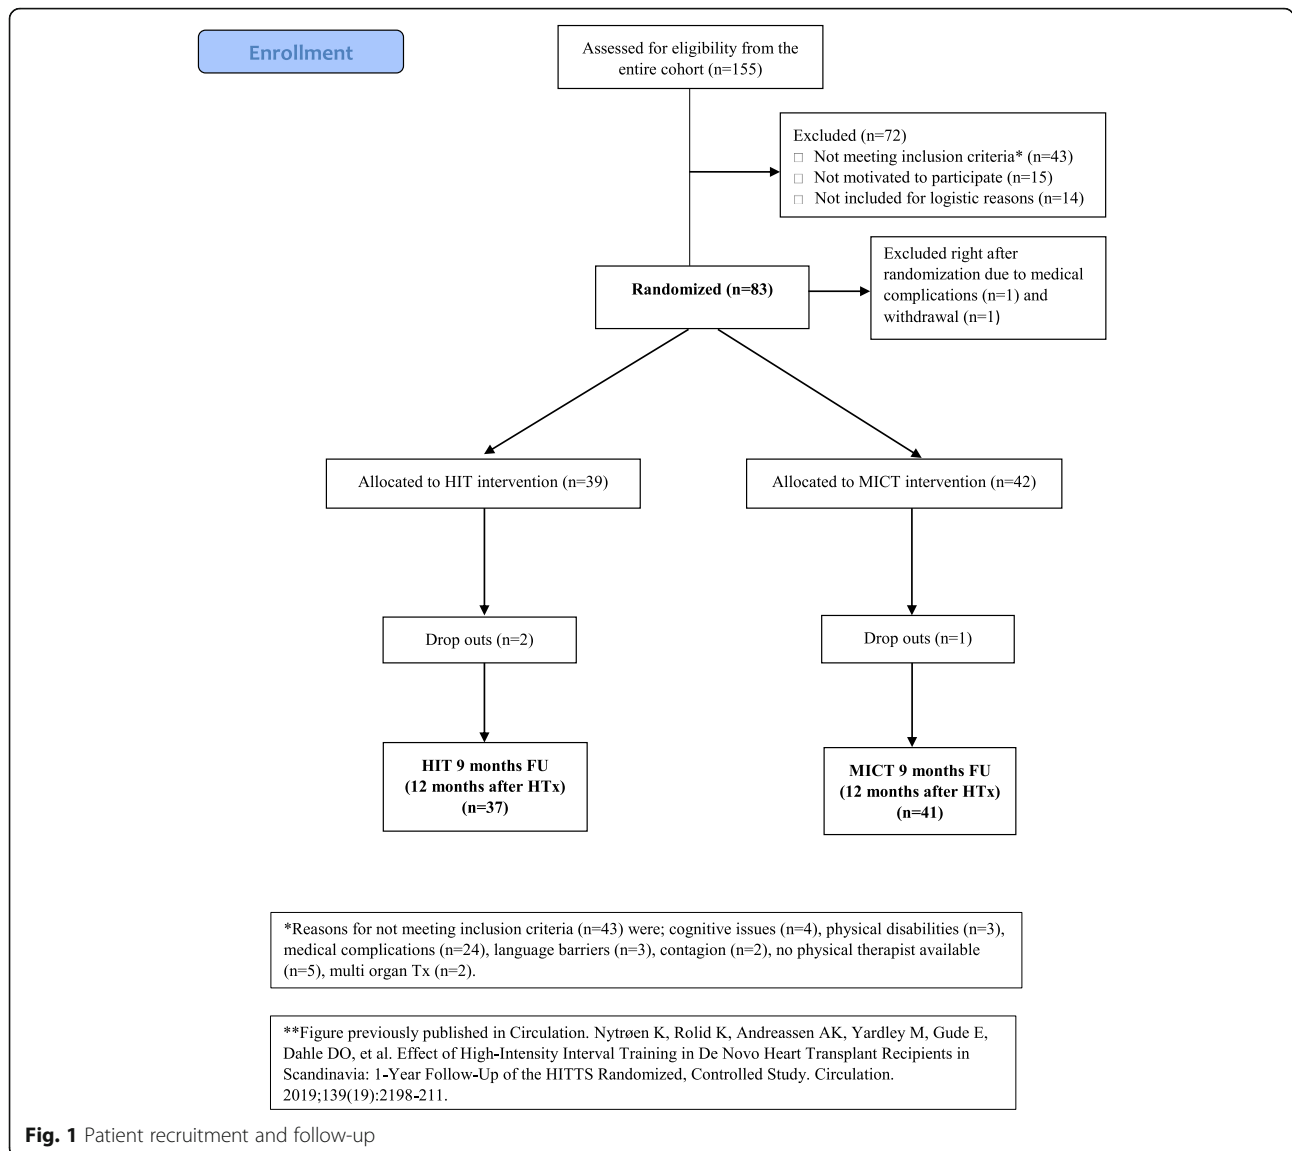 Enrollment
Assessed for eligibility from the
entire cohort (n=155)
Excluded (n=72)
□ Not meeting inclusion criteria* (n=43)
□ Not motivated to participate (n=15)
□ Not included for logistic reasons (n=14)
Randomized (n=83)
Excluded right after
randomization due to medical
complications (n=1) and
withdrawal (n=1)
Allocated to HIT intervention (n=39)
Allocated to MICT intervention (n=42)
Drop outs (n=2)
Drop outs (n=1)
HIT 9 months FU
(12 months after HTx)
(n=37)
MICT 9 months FU
(12 months after HTx)
(n=41)
*Reasons for not meeting inclusion criteria (n=43) were; cognitive issues (n=4), physical disabilities (n=3),
medical complications (n=24), language barriers (n=3), contagion (n=2), no physical therapist available
(n=5), multi organ Tx (n=2).
**Figure previously published in Circulation. Nytrøen K, Rolid K, Andreassen AK, Yardley M, Gude E,
Dahle DO, et al. Effect of High-Intensity Interval Training in De Novo Heart Transplant Recipients in
Scandinavia: 1-Year Follow-Up of the HITTS Randomized, Controlled Study. Circulation.
2019;139(19):2198-211.
Fig. 1 Patient recruitment and follow-up